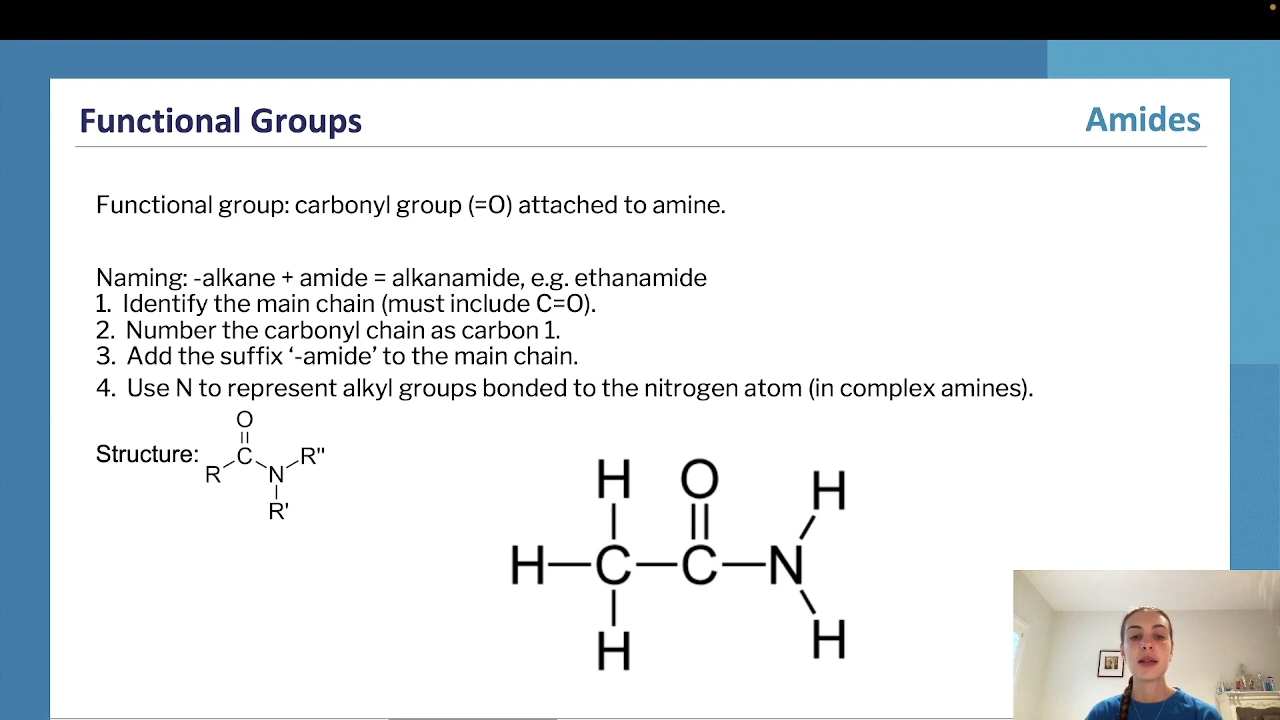 Functional Groups
Amides
Functional group: carbonyl group (=O) attached to amine.
Naming: -alkane + amide = alkanamide, e.g. ethanamide
1. Identify the main chain (must include C=O).
2. Number the carbonyl chain as carbon 1.
3. Add the suffix ‘-amide’ to the main chain.
4. Use N to represent alkyl groups bonded to the nitrogen atom (in complex amines).
O
Structure:
C
R''
R
N
R'
H O H
H C C N
H H